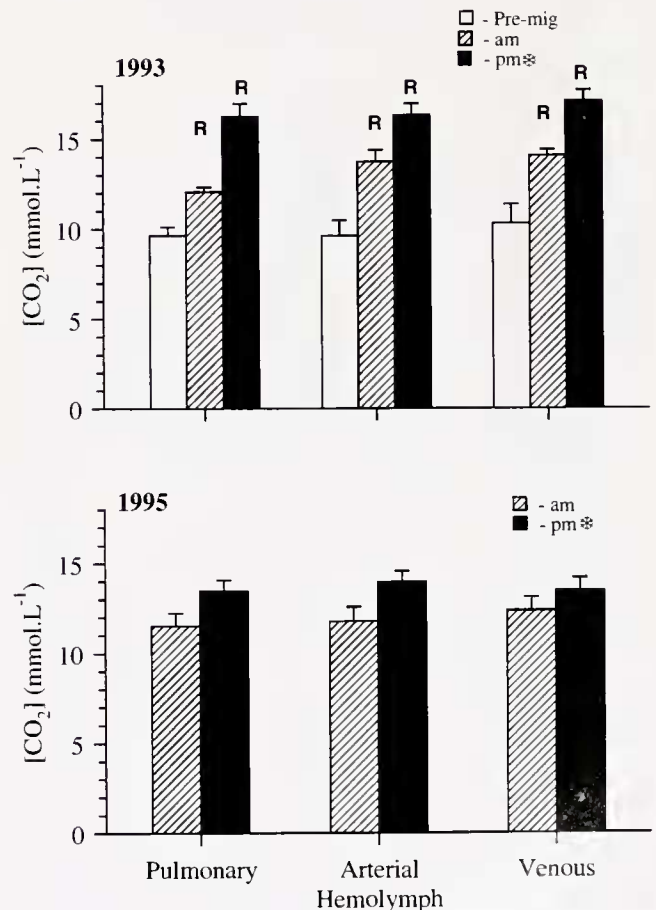 - Pre-mig
- am
- pm*
1993
R R R R R R
15
10
5
0
[CO₂] (mmol.L⁻¹)
1995
- am
- pm*
15
10
5
0
[CO₂] (mmol.L⁻¹)
Pulmonary Arterial Venous
Hemolymph